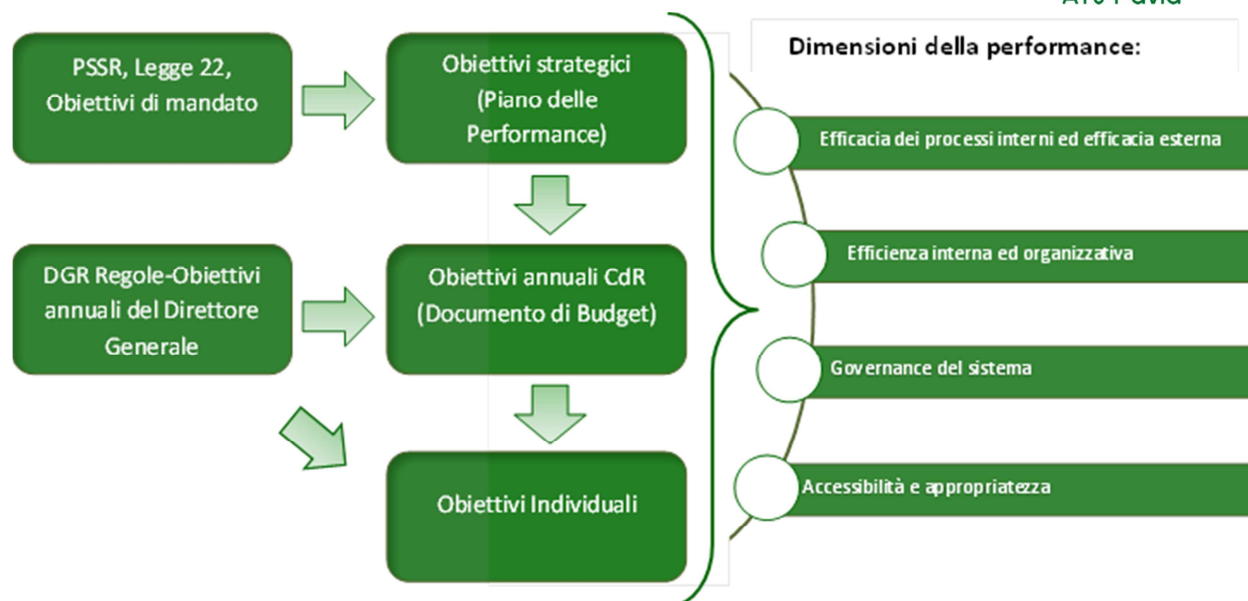 PSSR, Legge 22,
Obiettivi di mandato
Obiettivi strategici
(Piano delle
Performance)
DGR Regole-Obiettivi
annuali del Direttore
Generale
Obiettivi annuali CdR
(Documento di Budget)
Obiettivi Individuali
Dimensioni della performance:
Efficacia dei processi interni ed efficacia esterna
Efficienza interna ed organizzativa
Governance del sistema
Accessibilità e appropriatezza